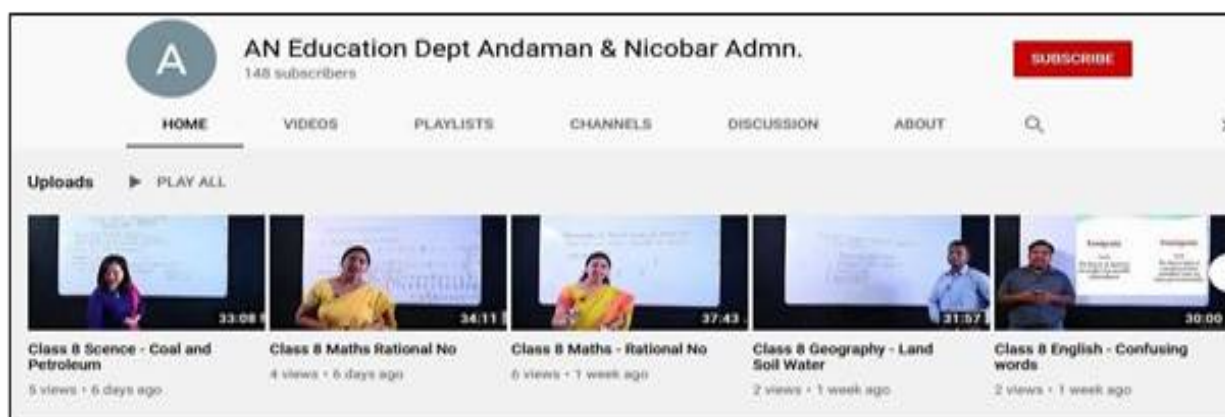 A
AN Education Dept Andaman & Nicobar Admn.
148 subscribers
SUBSCRIBE
HOME VIDEOS PLAYLISTS CHANNELS DISCUSSION ABOUT
Uploads PLAY ALL
33:08 34:11 37:43 31:57 30:00
Class 8 Scence - Coal and
Petroleum
5 views • 6 days ago
Class 8 Maths Rational No
4 views • 6 days ago
Class 8 Maths - Rational No
6 views • 1 week ago
Class 8 Geography - Land
Soil Water
2 views • 1 week ago
Class 8 English - Confusing
words
2 views • 1 week ago